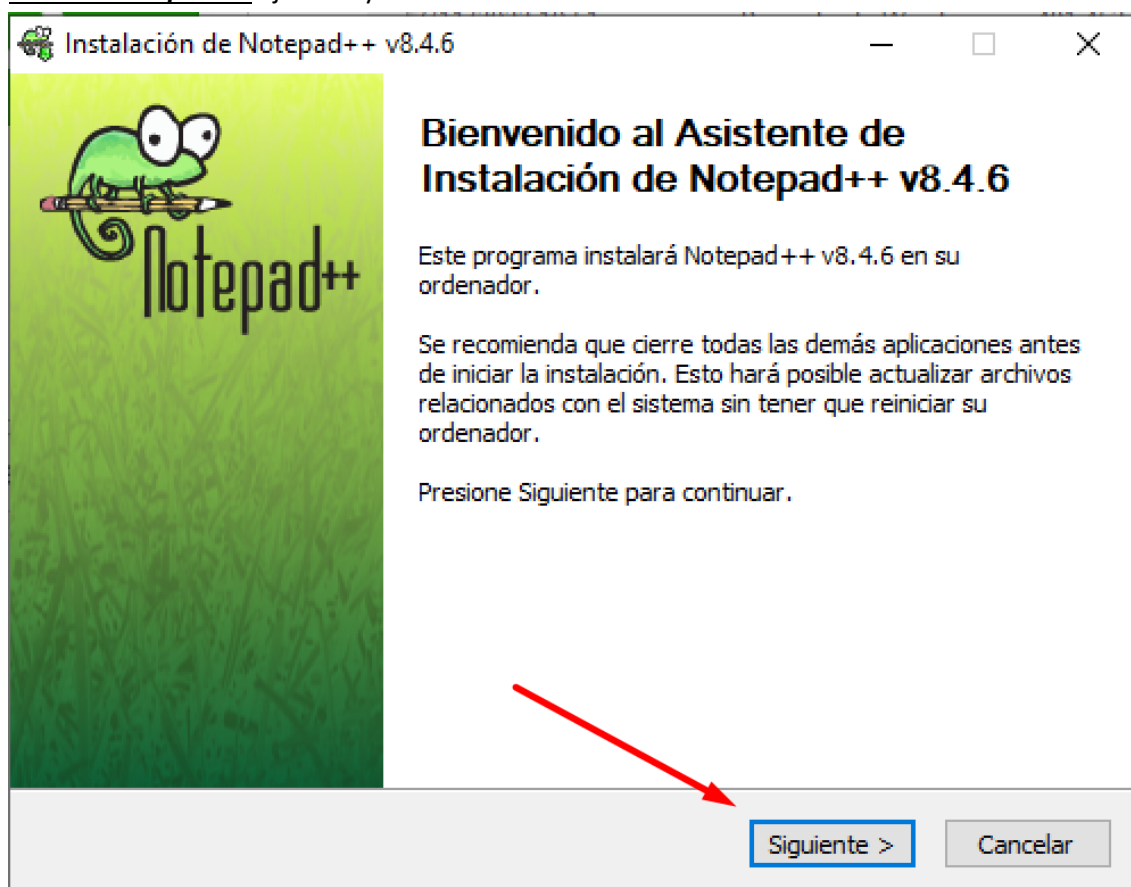 Instalación de Notepad++ v8.4.6
Notepad++
Bienvenido al Asistente de
Instalación de Notepad++ v8.4.6
Este programa instalará Notepad++ v8.4.6 en su
ordenador.
Se recomienda que cierre todas las demás aplicaciones antes
de iniciar la instalación. Esto hará posible actualizar archivos
relacionados con el sistema sin tener que reiniciar su
ordenador.
Presione Siguiente para continuar.
Siguiente >
Cancelar